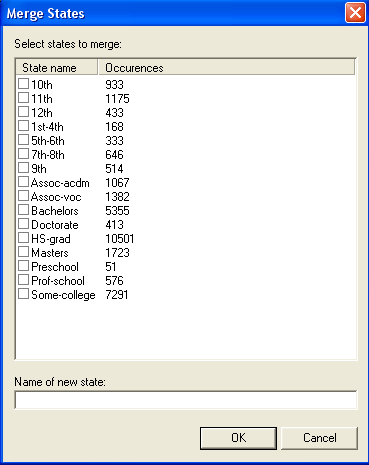 Merge States
Select states to merge:
State name Occurences
10th 933
11th 1175
12th 433
1st-4th 168
5th-6th 333
7th-8th 646
9th 514
Assoc-acdm 1067
Assoc-voc 1382
Bachelors 5355
Doctorate 413
HS-grad 10501
Masters 1723
Preschool 51
Prof-school 576
Some-college 7291
Name of new state:
OK Cancel